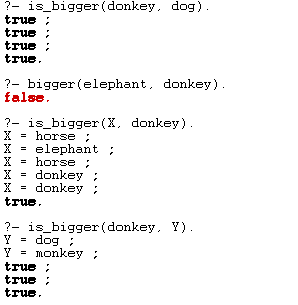 ?- is_bigger(donkey, dog).
true ;
true ;
true ;
true.
?- bigger(elephant, donkey).
false.
?- is_bigger(X, donkey).
X = horse ;
X = elephant ;
X = horse ;
X = donkey ;
X = donkey ;
true.
?- is_bigger(donkey, Y).
Y = dog ;
Y = monkey ;
true ;
true ;
true.